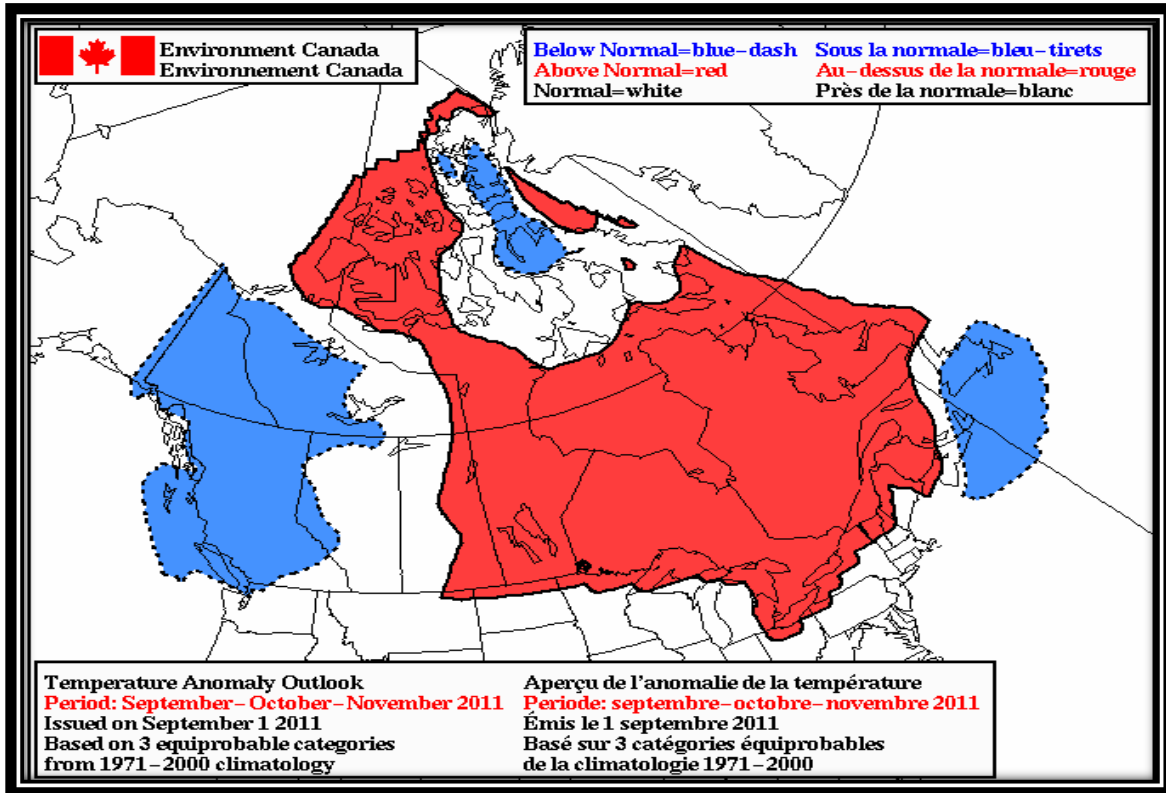 Environment Canada
Environnement Canada
Below Normal=blue-dash Sous la normale=bleu-tirets
Above Normal=red Au-dessus de la normale=rouge
Normal=white Près de la normale=blanc
Temperature Anomaly Outlook
Period: September-October-November 2011
Issued on September 1 2011
Based on 3 equiprobable categories
from 1971-2000 climatology
Aperçu de l'anomalie de la température
Periode: septembre-octobre-novembre 2011
Émis le 1 septembre 2011
Basé sur 3 catégories équiprobables
de la climatologie 1971-2000